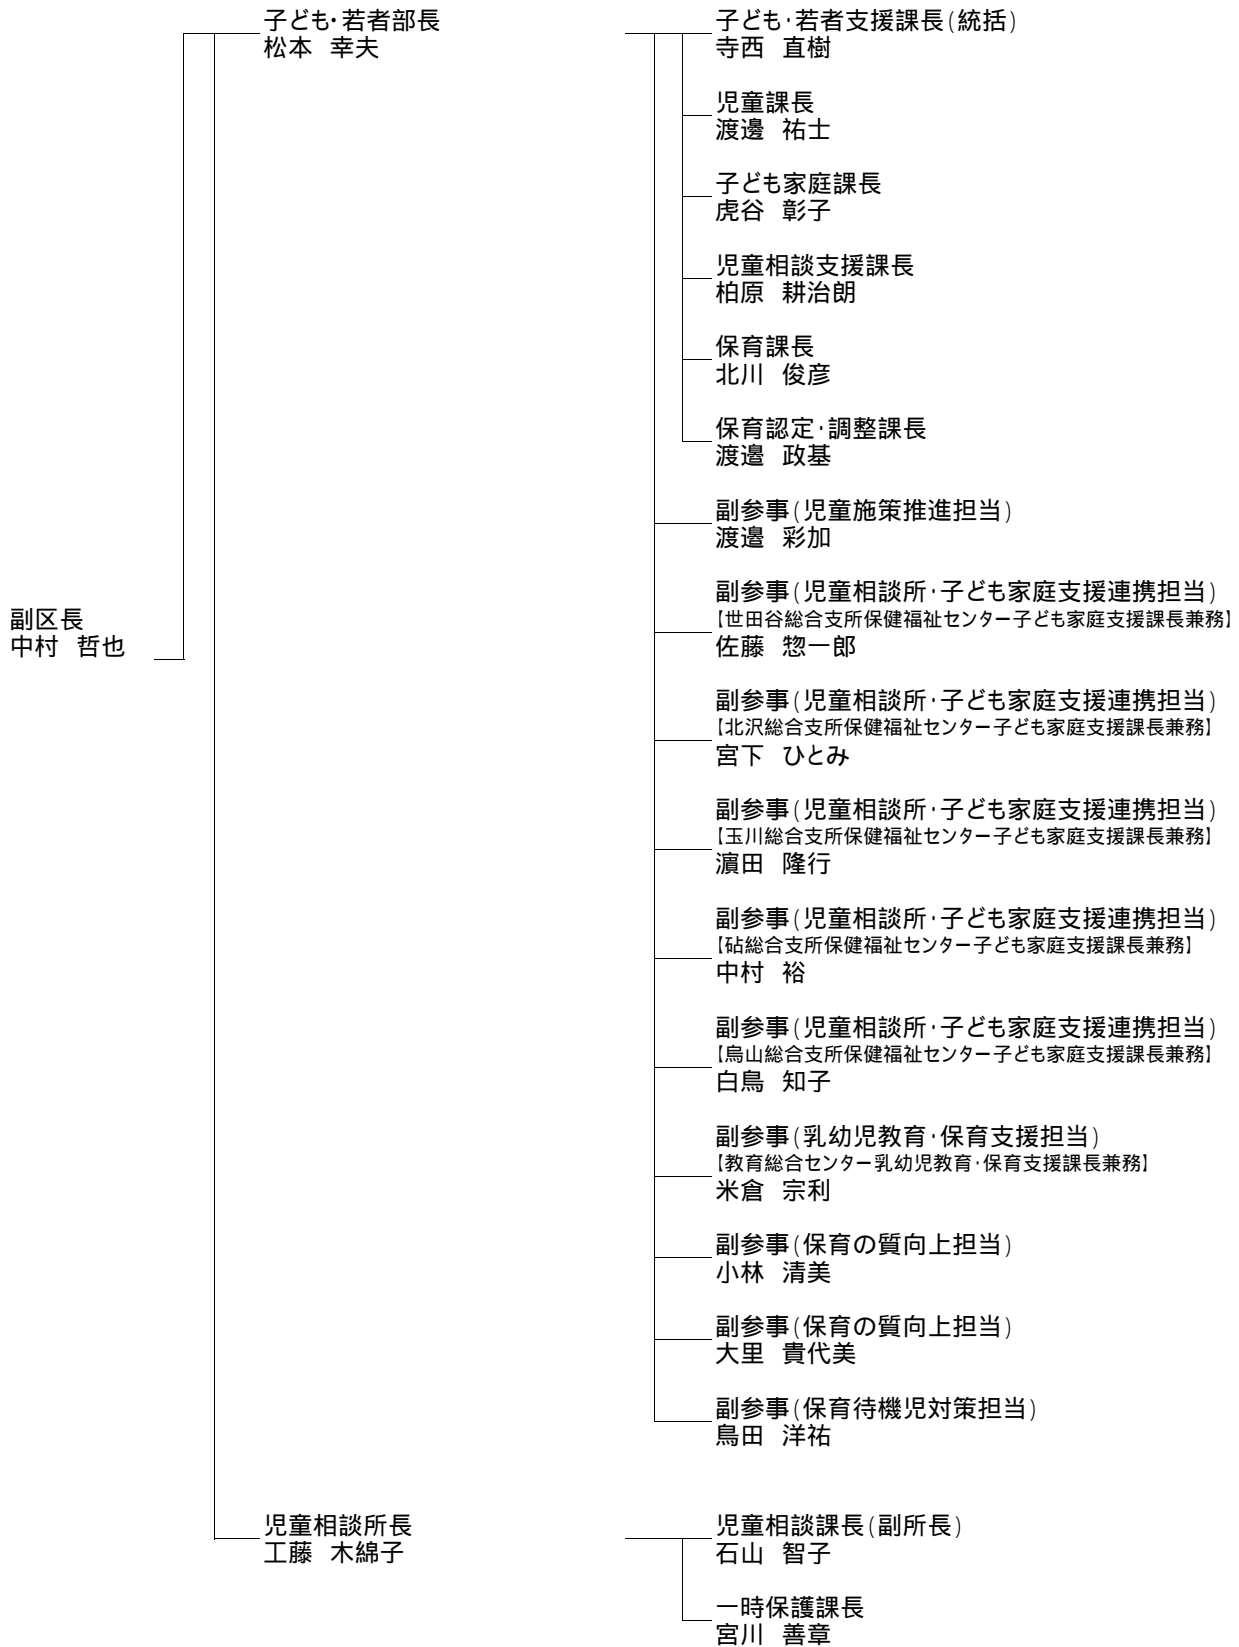 副区長
中村 哲也
子ども・若者部長
松本 幸夫
子ども・若者支援課長(統括)
寺西 直樹
児童課長
渡邊 祐士
子ども家庭課長
虎谷 彰子
児童相談支援課長
柏原 耕治朗
保育課長
北川 俊彦
保育認定・調整課長
渡邉 政基
副参事(児童施策推進担当)
渡邉 彩加
副参事(児童相談所・子ども家庭支援連携担当)
【世田谷総合支所保健福祉センター子ども家庭支援課長兼務】
佐藤 惣一郎
副参事(児童相談所・子ども家庭支援連携担当)
【北沢総合支所保健福祉センター子ども家庭支援課長兼務】
宮下 ひとみ
副参事(児童相談所・子ども家庭支援連携担当)
【玉川総合支所保健福祉センター子ども家庭支援課長兼務】
濵田 隆行
副参事(児童相談所・子ども家庭支援連携担当)
【砧総合支所保健福祉センター子ども家庭支援課長兼務】
中村 裕
副参事(児童相談所・子ども家庭支援連携担当)
【烏山総合支所保健福祉センター子ども家庭支援課長兼務】
白鳥 知子
副参事(乳幼児教育・保育支援担当)
【教育総合センター乳幼児教育・保育支援課長兼務】
米倉 宗利
副参事(保育の質向上担当)
小林 清美
副参事(保育の質向上担当)
大里 貴代美
副参事(保育待機児対策担当)
鳥田 洋祐
児童相談所長
工藤 木綿子
児童相談課長(副所長)
石山 智子
一時保護課長
宮川 善章